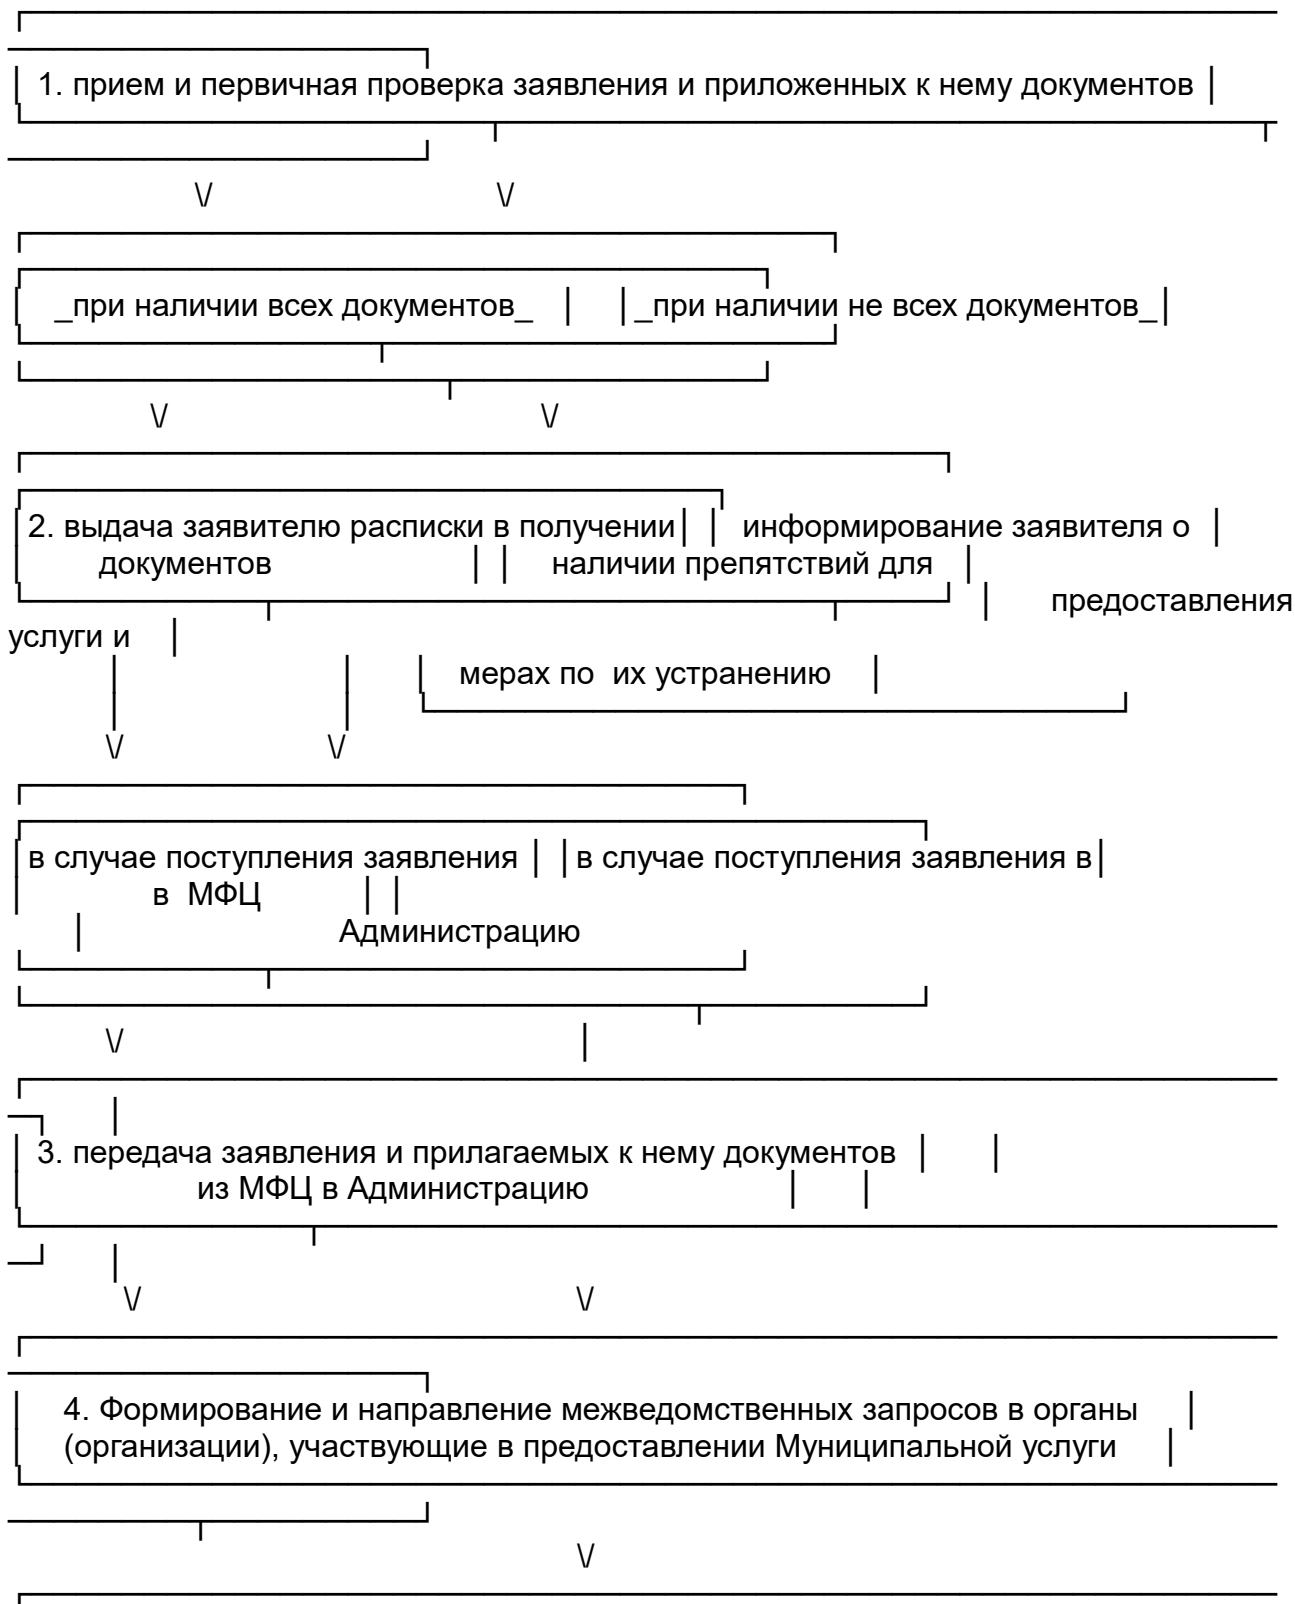 1. прием и первичная проверка заявления и приложенных к нему документов
\/ \/
_при наличии всех документов_ _при наличии не всех документов_
\/ \/
2. выдача заявителю расписки в получении информирование заявителя о
документов наличии препятствий для
предоставления
услуги и
мерах по их устранению
\/ \/
в случае поступления заявления в случае поступления заявления в
в МФЦ
Администрацию
\/
3. передача заявления и прилагаемых к нему документов
из МФЦ в Администрацию
\/ \/
4. Формирование и направление межведомственных запросов в органы
(организации), участвующие в предоставлении Муниципальной услуги
\/